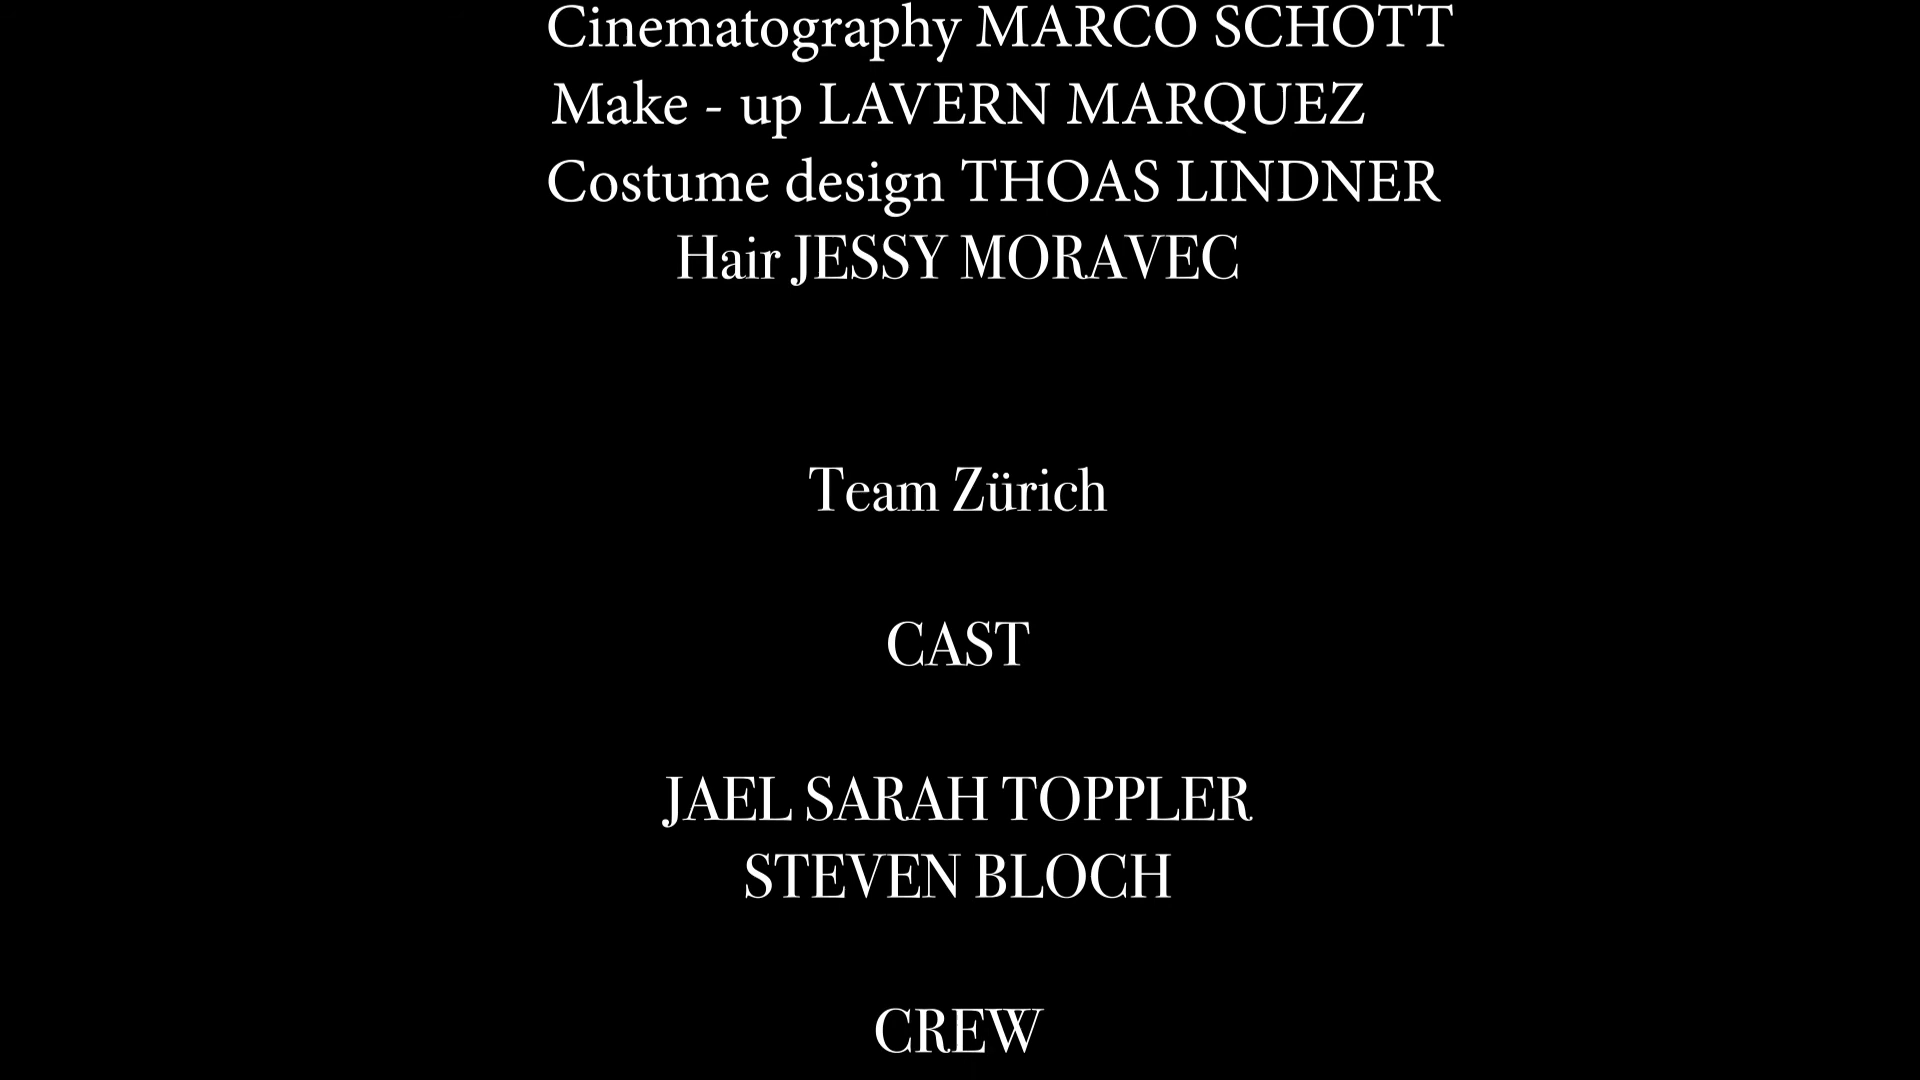 Cinematography MARCO SCHOTT
Make - up LAVERN MARQUEZ
Costume design THOAS LINDNER
Hair JESSY MORAVEC
Team Zürich
CAST
JAEL SARAH TOPPLER
STEVEN BLOCH
CREW